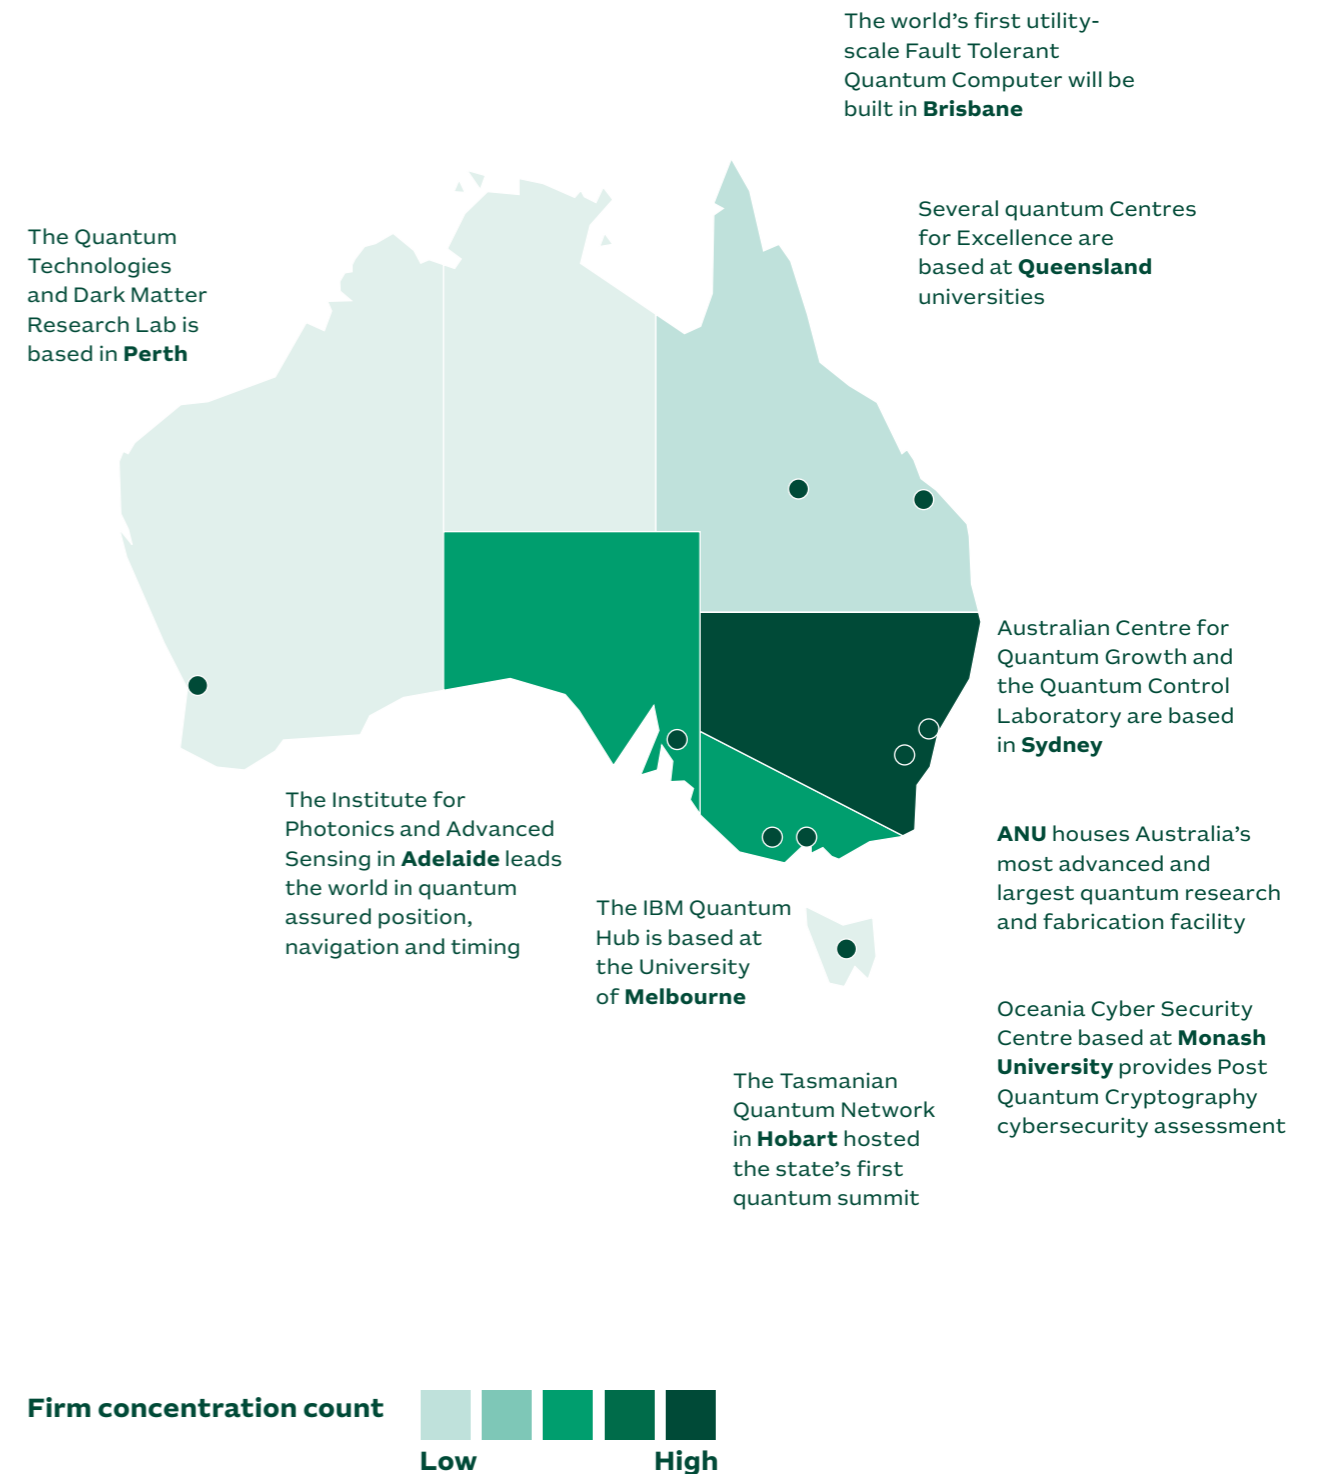 The world’s first utility-
scale Fault Tolerant
Quantum Computer will be
built in Brisbane
Several quantum Centres
for Excellence are
based at Queensland
universities
The Quantum
Technologies
and Dark Matter
Research Lab is
based in Perth
Australian Centre for
Quantum Growth and
the Quantum Control
Laboratory are based
in Sydney
The Institute for
Photonics and Advanced
Sensing in Adelaide leads
the world in quantum
assured position,
navigation and timing
ANU houses Australia’s
most advanced and
largest quantum research
and fabrication facility
The IBM Quantum
Hub is based at
the University
of Melbourne
Oceania Cyber Security
Centre based at Monash
University provides Post
Quantum Cryptography
cybersecurity assessment
The Tasmanian
Quantum Network
in Hobart hosted
the state’s first
quantum summit
Firm concentration count
Low High